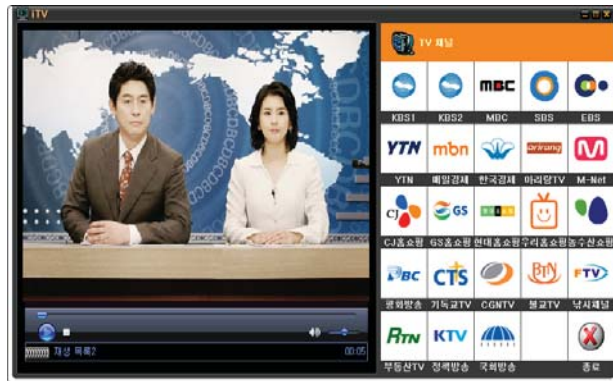 iTV
TV 채널
MBC
KBS1 KBS2 MBC SBS EBS
YTN mbn arirang M
YTN 매일경제 한국경제 아리랑TV M-Net
CJ GS
CJ홈쇼핑 GS홈쇼핑 현대홈쇼핑 우리홈쇼핑 농수산쇼핑
PBC CTS BTN FTV
평화방송 기독교TV CGNTV 불교TV 낚시채널
RTN KTV
부동산TV 정책방송 국회방송 종료
재생 목록2 00:05